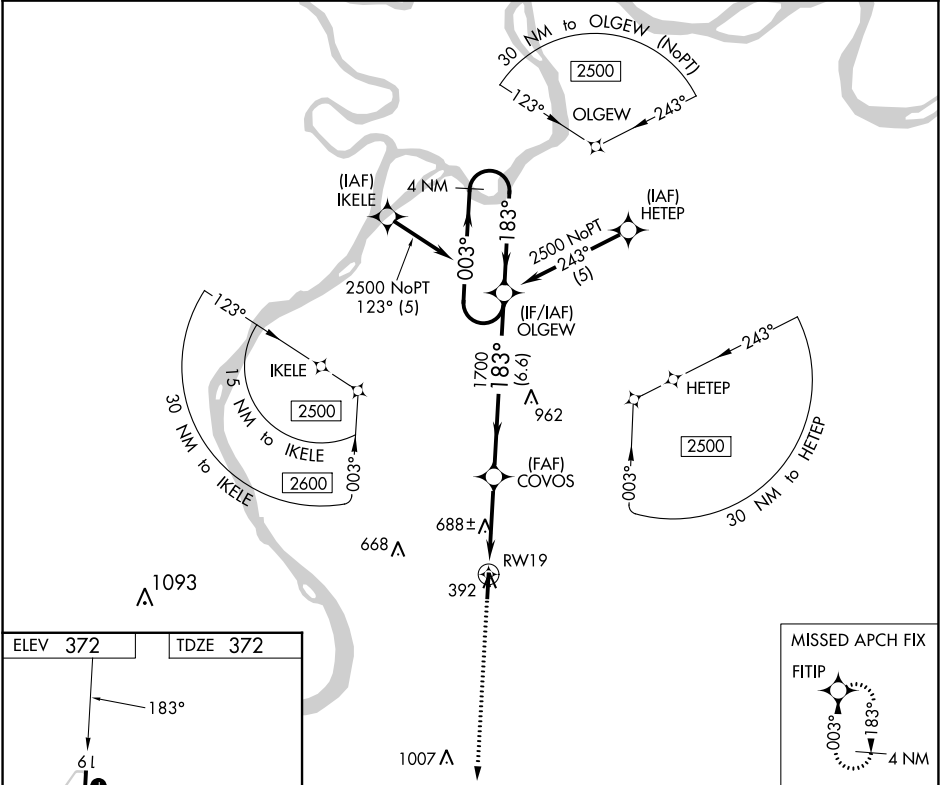 30 NM to OLGEW (NoPT)
2500
123°
243°
OLGEW
(IAF)
IKELE
4 NM
003°
183°
(IAF)
HETEP
2500 NoPT
243°
(5)
2500 NoPT
123° (5)
(IF/IAF)
OLGEW
1700
183°
(6.6)
962
123°
IKELE
2500
15 NM to IKELE
2600
30 NM to IKELE
003°
243°
HETEP
2500
003°
30 NM to HETEP
(FAF)
COVOS
688±
668
RW19
392
1093
1007
ELEV 372
TDZE 372
183°
19
MISSED APCH FIX
FITIP
003°
183°
4 NM